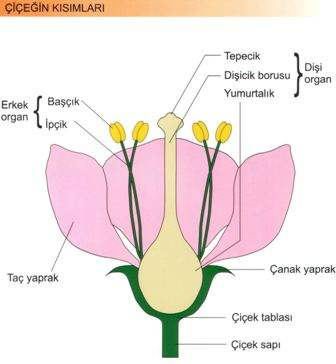 ÇİÇEĞİN KISIMLARI
Tepecik
Dişicik borusu
Yumurtalık
Dişi
organ
Erkek
organ
Başçık
İpçik
Taç yaprak
Çanak yaprak
Çiçek tablası
Çiçek sapı